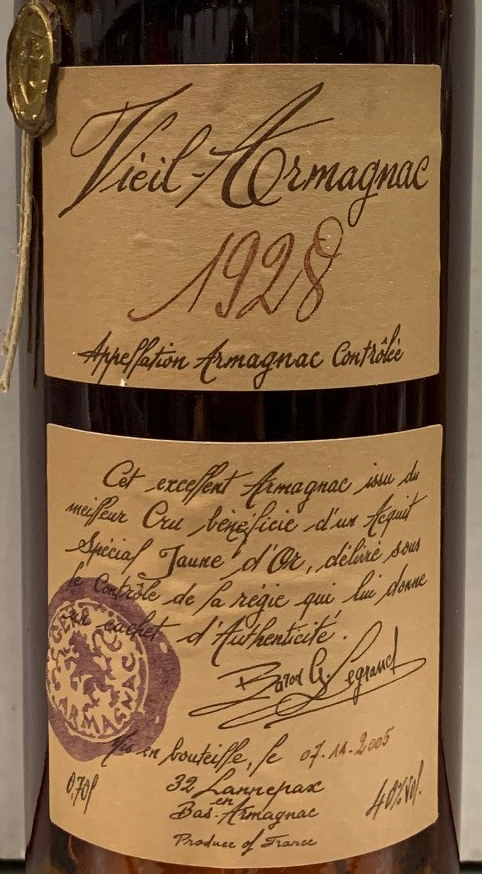 Vieil-Armagnac
1928
Appellation Armagnac Contrôlée
Cet excellent Armagnac issu du
meilleur Cru bénéficie d'un Acquit
Spécial Jaune d'Or, délivré sous
le Contrôle de la régie qui lui donne
cachet d'Authenticité.
Baron G. Legrand
ARMAGNAC
Mis en bouteille, le 07-11-2005
0,70l
32 Lannepax
en
Bas-Armagnac
40%Vol.
Produce of France